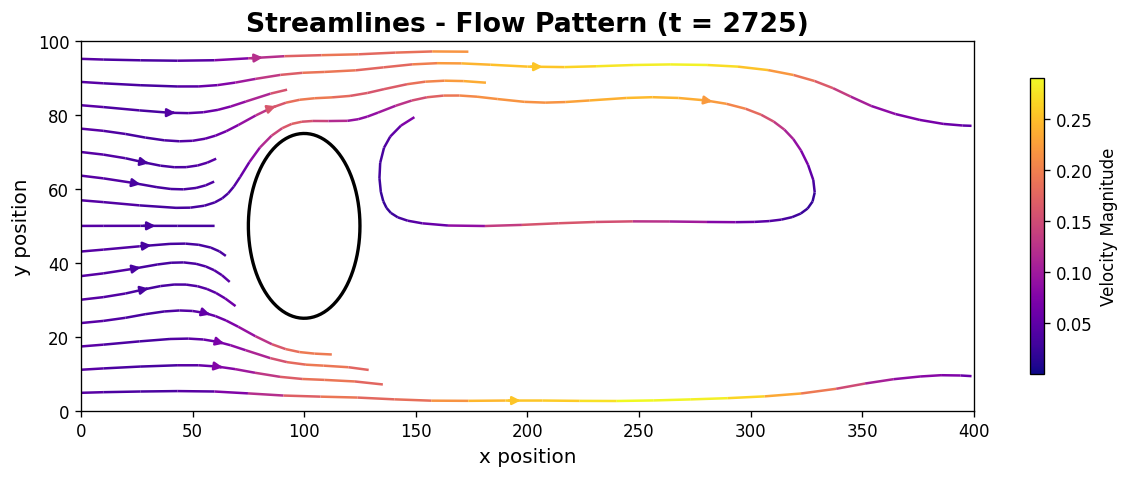 Streamlines - Flow Pattern (t = 2725)
100
80
60
40
20
0
y position
0 50 100 150 200 250 300 350 400
x position
0.25
0.20
0.15
0.10
0.05
Velocity Magnitude